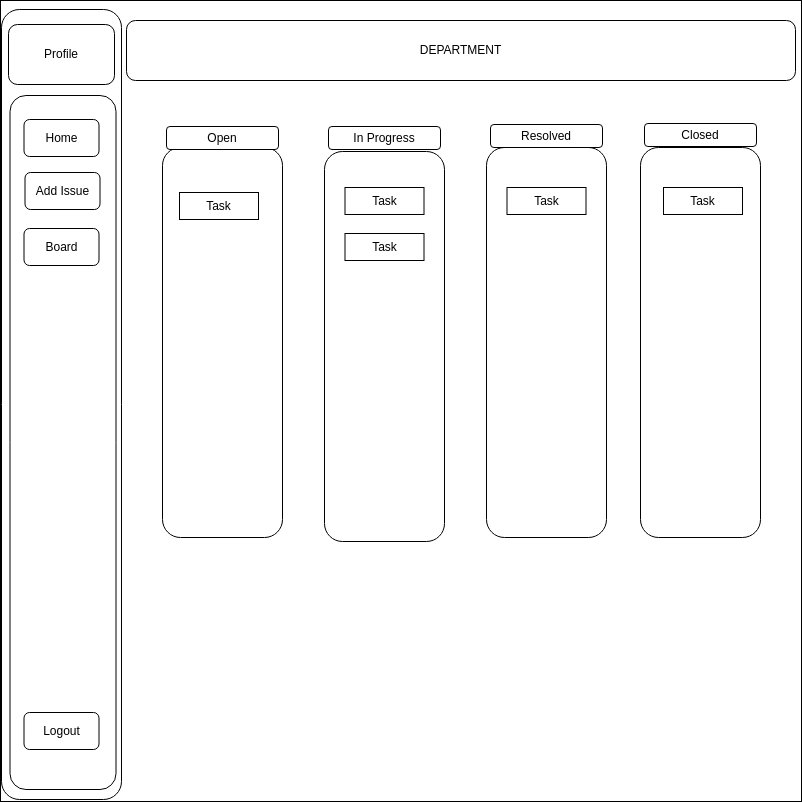 Profile
DEPARTMENT
Home
Add Issue
Board
Logout
Open
Task
In Progress
Task
Task
Resolved
Task
Closed
Task